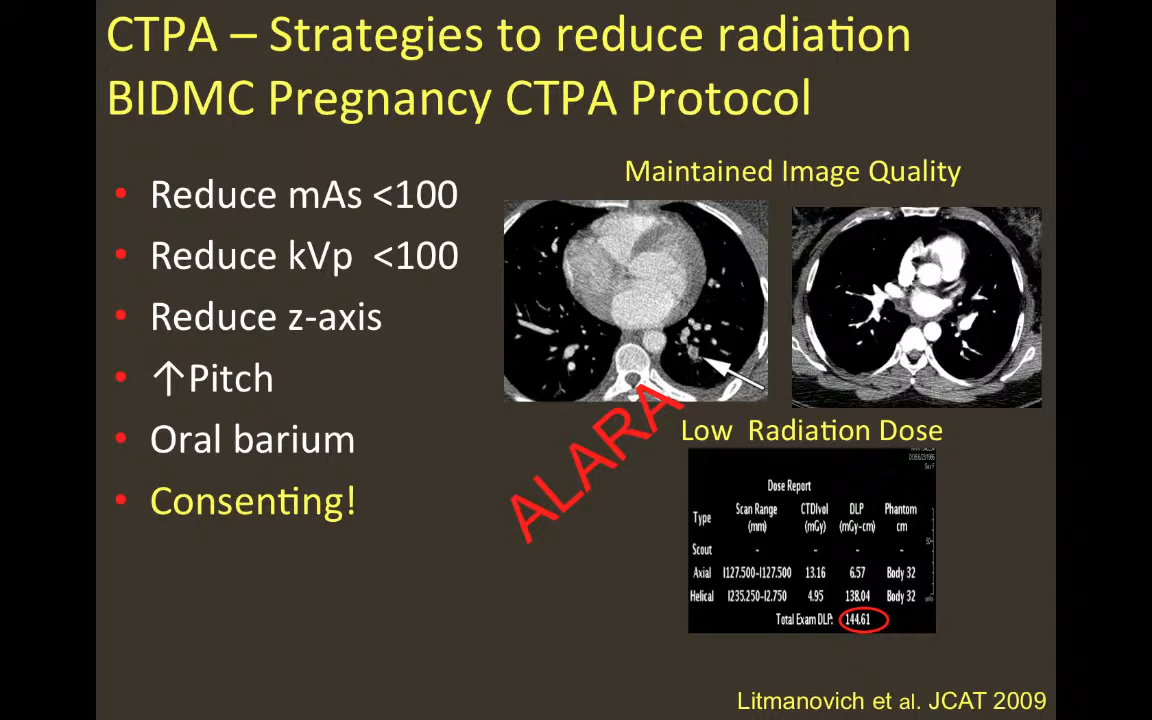 CTPA – Strategies to reduce radiation
BIDMC Pregnancy CTPA Protocol
• Reduce mAs <100
• Reduce kVp <100
• Reduce z-axis
• ↑Pitch
• Oral barium
• Consenting!
Maintained Image Quality
ALARA
Low Radiation Dose
Sex F
Dose Report
Type Scan Range (mm) CTDIvol (mGy) DLP (mGy-cm) Phantom cm
Scout - - - -
Axial I127.500-I127.500 13.16 6.57 Body 32
Helical I235.250-I2.750 4.95 138.04 Body 32
Total Exam DLP: 144.61
Litmanovich et al. JCAT 2009